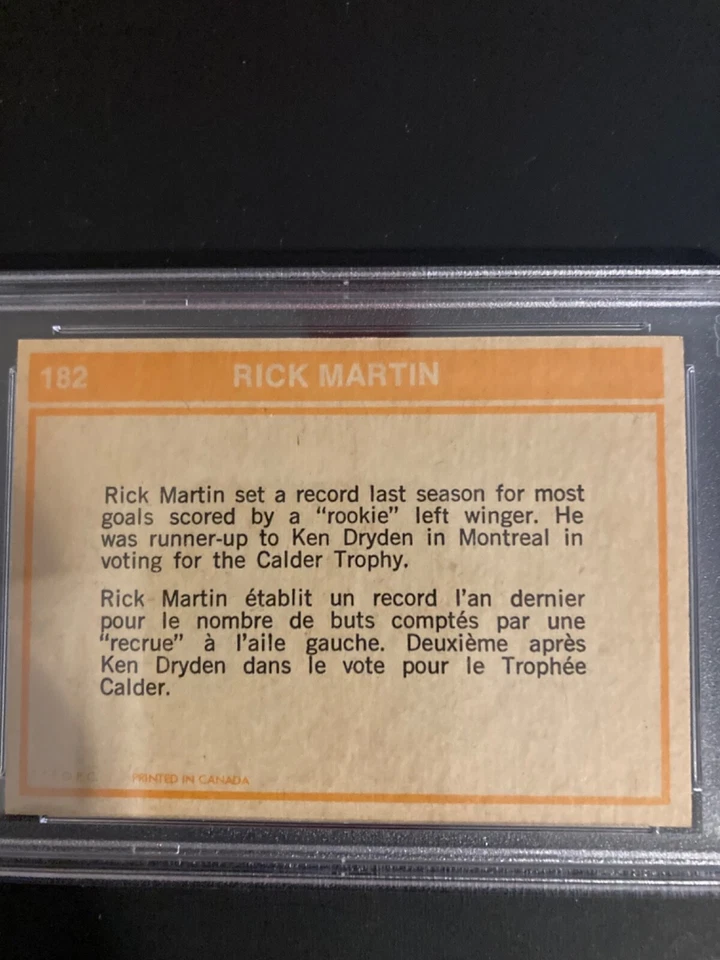 182 RICK MARTIN
Rick Martin set a record last season for most
goals scored by a “rookie” left winger. He
was runner-up to Ken Dryden in Montreal in
voting for the Calder Trophy.
Rick Martin établit un record l’an dernier
pour le nombre de buts comptés par une
“recrue” à l’aile gauche. Deuxième après
Ken Dryden dans le vote pour le Trophée
Calder.
PRINTED IN CANADA